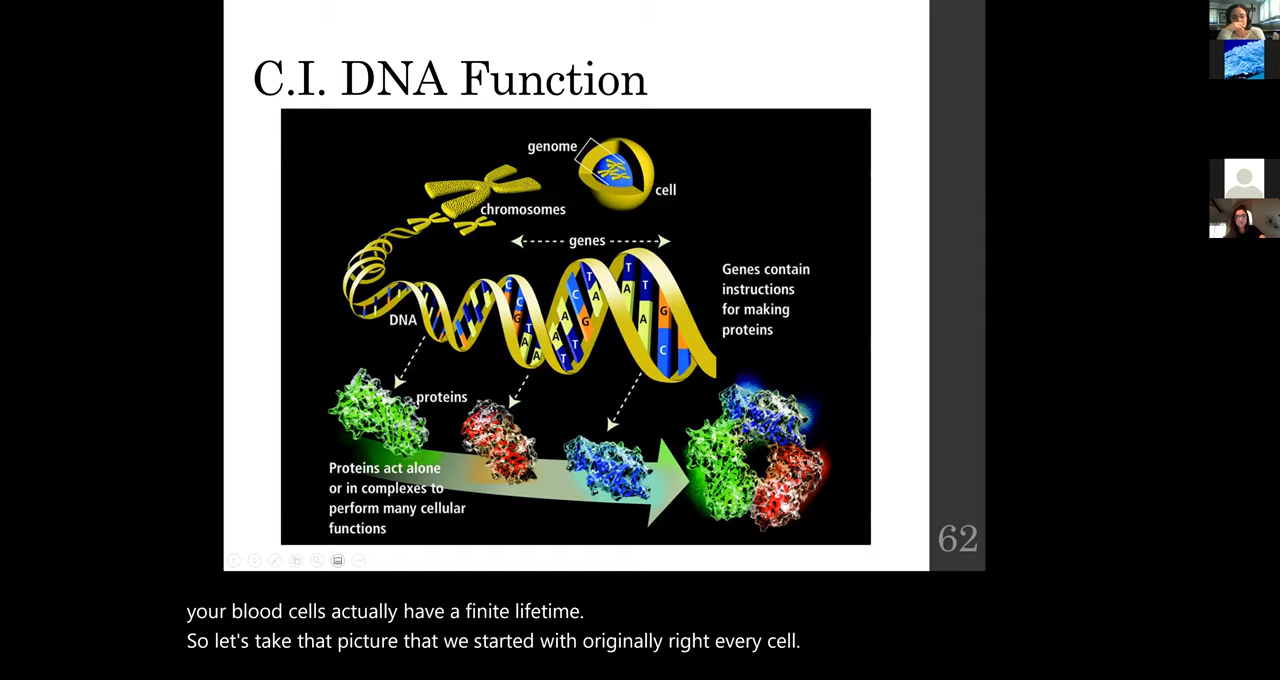 C.I. DNA Function
genome
cell
chromosomes
genes
Genes contain
instructions
for making
proteins
DNA
C
C
G
T
A
A
T
A
C
A
G
A
T
T
T
A
T
A
G
C
proteins
Proteins act alone
or in complexes to
perform many cellular
functions
62
your blood cells actually have a finite lifetime.
So let's take that picture that we started with originally right every cell.